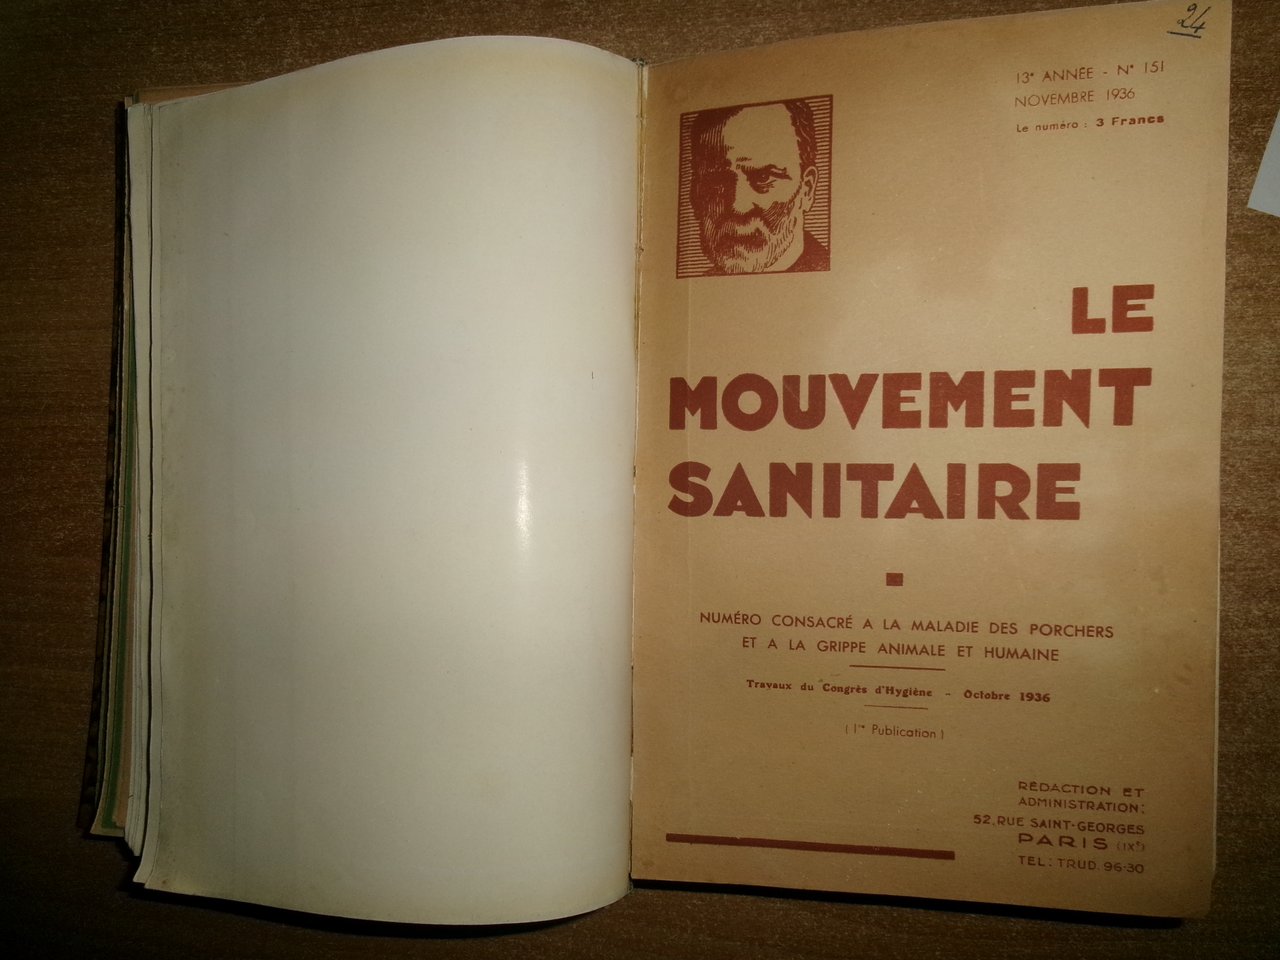 24
13e ANNÉE - N° 151
NOVEMBRE 1936
Le numéro : 3 Francs
LE
MOUVEMENT
SANITAIRE
NUMÉRO CONSACRÉ A LA MALADIE DES PORCHERS
ET A LA GRIPPE ANIMALE ET HUMAINE
Travaux du Congrès d'Hygiène - Octobre 1936
( 1re Publication )
RÉDACTION ET
ADMINISTRATION:
52, RUE SAINT-GEORGES
PARIS (IXe)
TEL: TRUD. 96-30